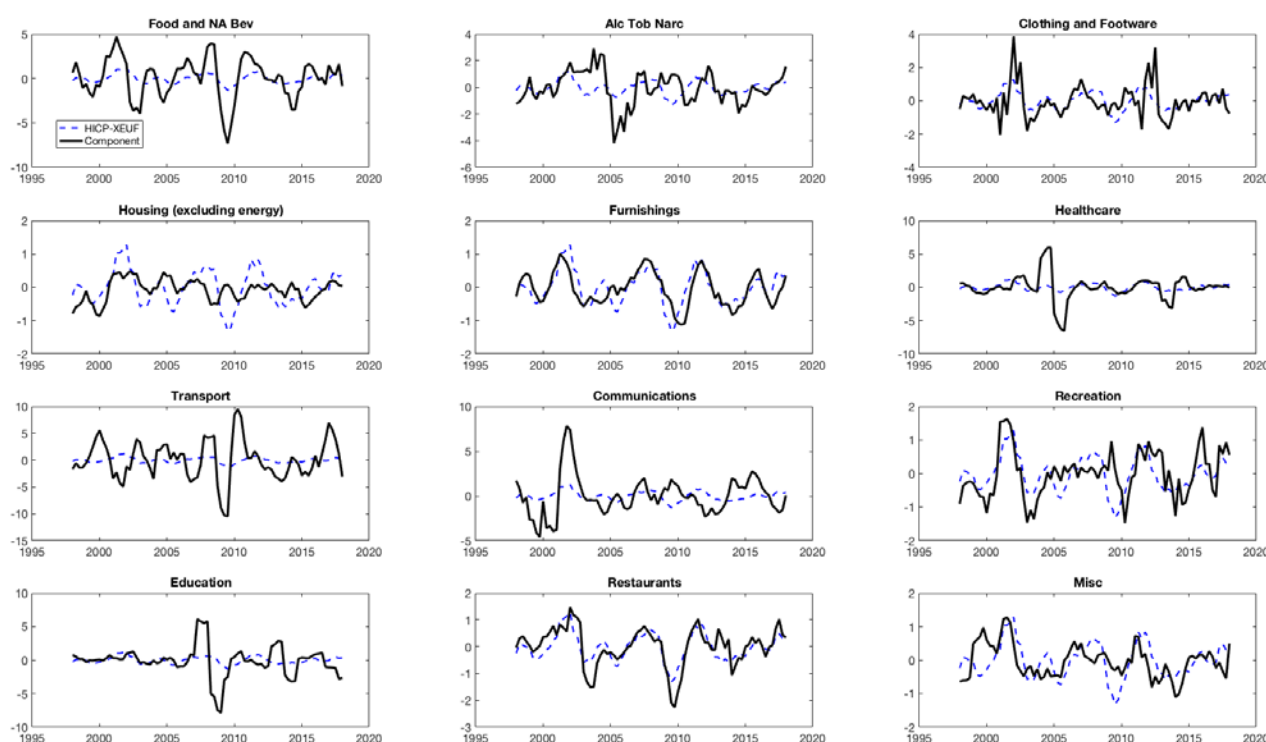 Food and NA Bev
5
0
-5
-10
HICP-XEUF
Component
1995 2000 2005 2010 2015 2020
Alc Tob Narc
4
2
0
-2
-4
-6
1995 2000 2005 2010 2015 2020
Clothing and Footware
4
2
0
-2
-4
1995 2000 2005 2010 2015 2020
Housing (excluding energy)
2
1
0
-1
-2
1995 2000 2005 2010 2015 2020
Furnishings
2
1
0
-1
-2
1995 2000 2005 2010 2015 2020
Healthcare
10
5
0
-5
-10
1995 2000 2005 2010 2015 2020
Transport
10
5
0
-5
-10
-15
1995 2000 2005 2010 2015 2020
Communications
10
5
0
-5
1995 2000 2005 2010 2015 2020
Recreation
2
1
0
-1
-2
1995 2000 2005 2010 2015 2020
Education
10
5
0
-5
-10
1995 2000 2005 2010 2015 2020
Restaurants
2
1
0
-1
-2
-3
1995 2000 2005 2010 2015 2020
Misc
2
1
0
-1
-2
1995 2000 2005 2010 2015 2020